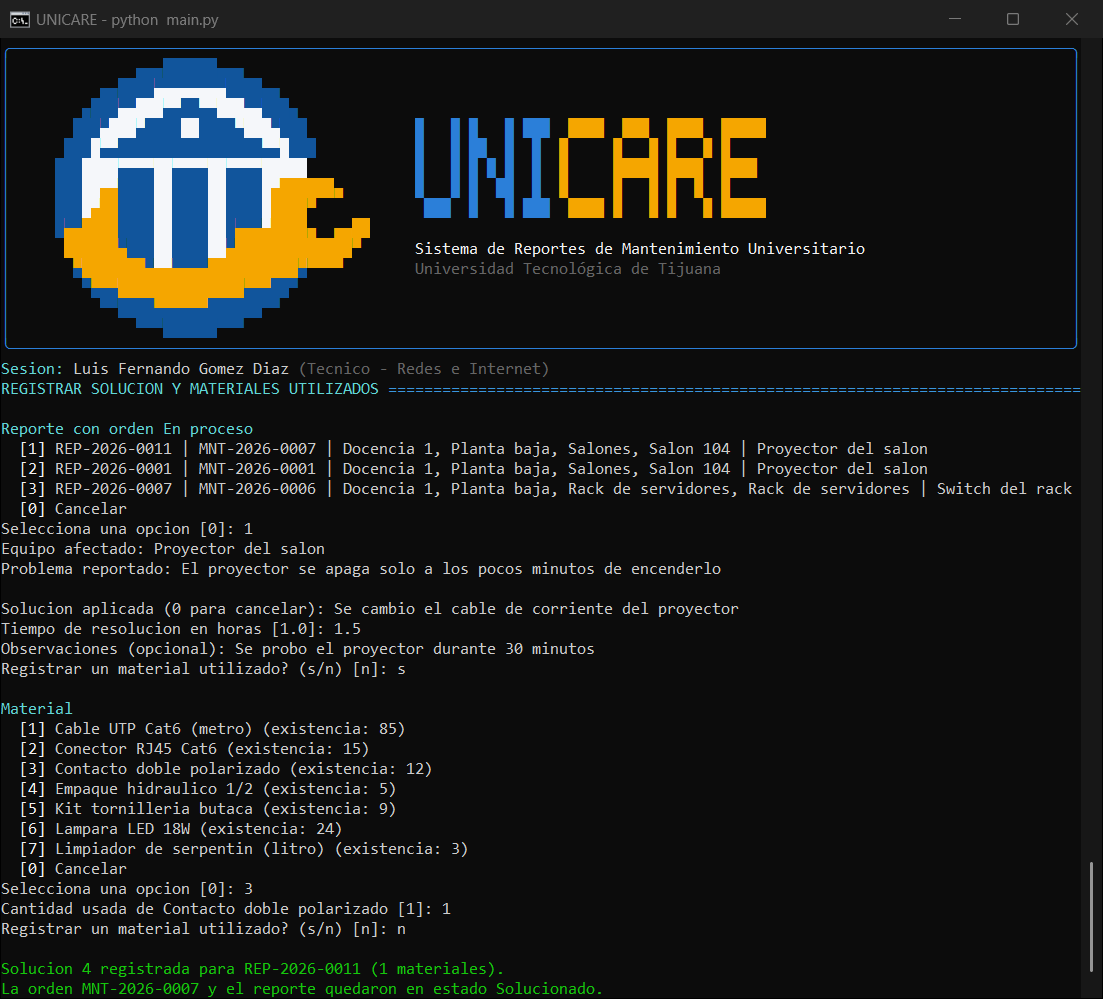 UNICARE - python  main.py
UNICARE
Sistema de Reportes de Mantenimiento Universitario
Universidad Tecnológica de Tijuana
Sesion: Luis Fernando Gomez Diaz (Tecnico - Redes e Internet)
REGISTRAR SOLUCION Y MATERIALES UTILIZADOS =============================================================================
Reporte con orden En proceso
[1] REP-2026-0011 | MNT-2026-0007 | Docencia 1, Planta baja, Salones, Salon 104 | Proyector del salon
[2] REP-2026-0001 | MNT-2026-0001 | Docencia 1, Planta baja, Salones, Salon 104 | Proyector del salon
[3] REP-2026-0007 | MNT-2026-0006 | Docencia 1, Planta baja, Rack de servidores, Rack de servidores | Switch del rack
[0] Cancelar
Selecciona una opcion [0]: 1
Equipo afectado: Proyector del salon
Problema reportado: El proyector se apaga solo a los pocos minutos de encenderlo
Solucion aplicada (0 para cancelar): Se cambio el cable de corriente del proyector
Tiempo de resolucion en horas [1.0]: 1.5
Observaciones (opcional): Se probo el proyector durante 30 minutos
Registrar un material utilizado? (s/n) [n]: s
Material
[1] Cable UTP Cat6 (metro) (existencia: 85)
[2] Conector RJ45 Cat6 (existencia: 15)
[3] Contacto doble polarizado (existencia: 12)
[4] Empaque hidraulico 1/2 (existencia: 5)
[5] Kit tornilleria butaca (existencia: 9)
[6] Lampara LED 18W (existencia: 24)
[7] Limpiador de serpentin (litro) (existencia: 3)
[0] Cancelar
Selecciona una opcion [0]: 3
Cantidad usada de Contacto doble polarizado [1]: 1
Registrar un material utilizado? (s/n) [n]: n
Solucion 4 registrada para REP-2026-0011 (1 materiales).
La orden MNT-2026-0007 y el reporte quedaron en estado Solucionado.